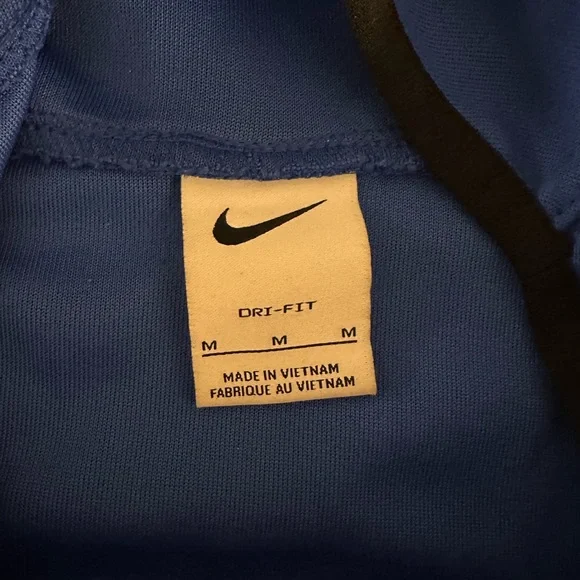 DRI-FIT
M M M
MADE IN VIETNAM
FABRIQUE AU VIETNAM